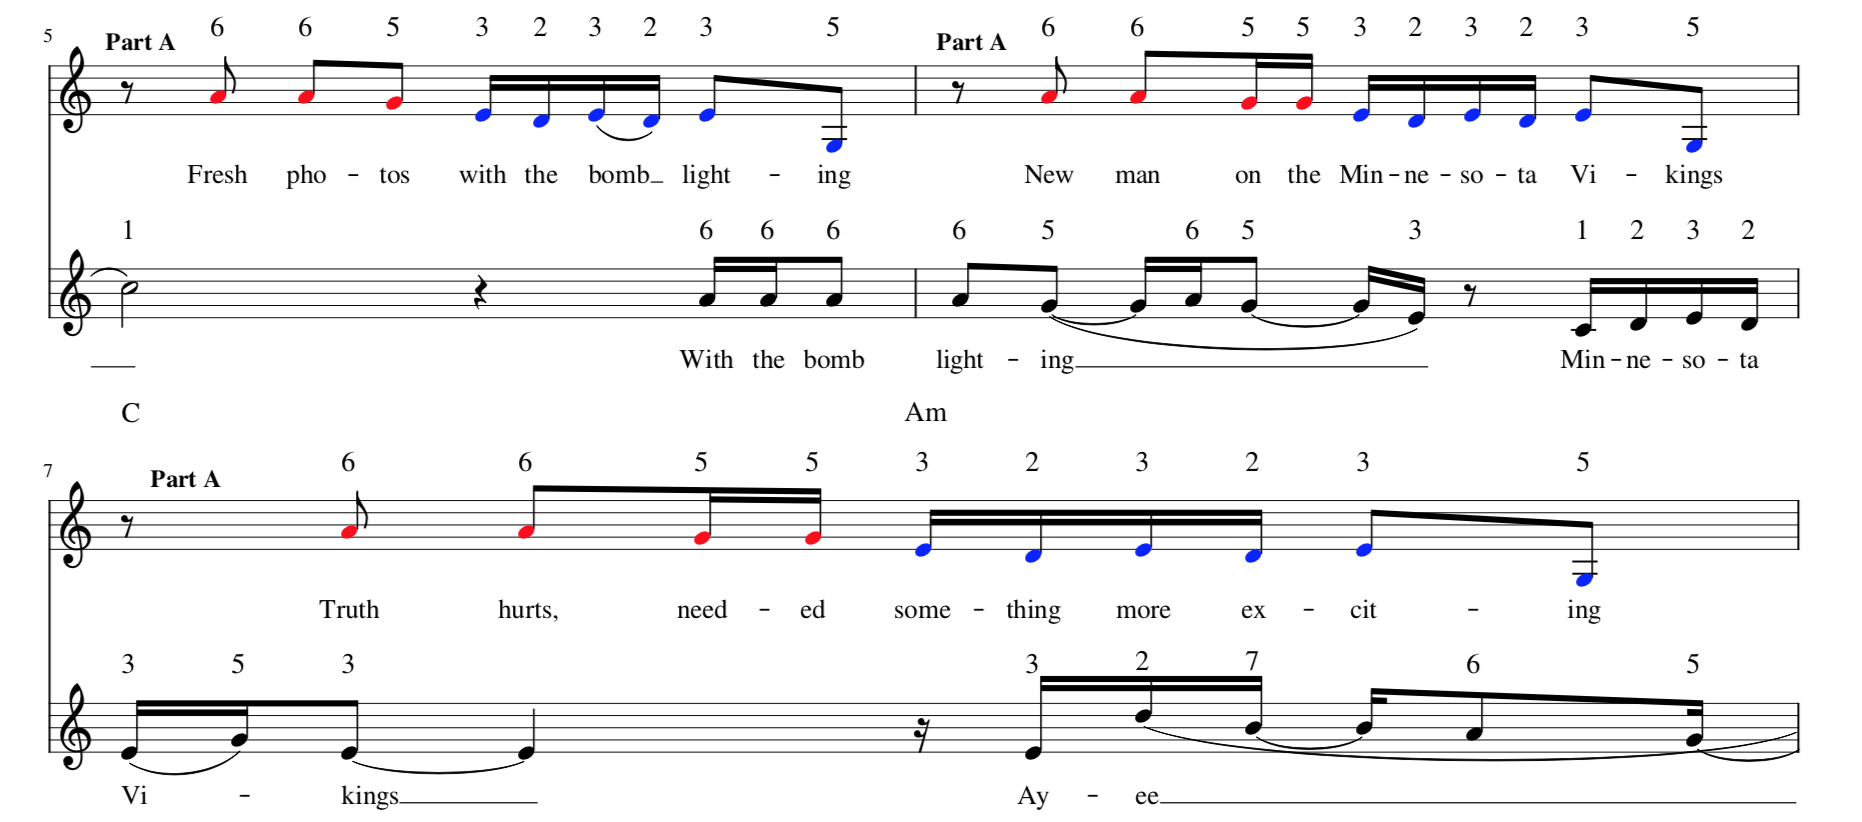 6 6 5 3 2 3 2 3 5 6 6 5 5 3 2 3 2 3 5
5 Part A Part A
Fresh pho - tos with the bomb_ light - ing New man on the Min - ne - so - ta Vi - kings
1 6 6 6 6 5 6 5 3 1 2 3 2
With the bomb light - ing Min - ne - so - ta
C Am
6 6 5 5 3 2 3 2 3 5
7 Part A
Truth hurts, need - ed some - thing more ex - cit - ing
3 5 3 3 2 7 6 5
Vi - kings Ay - ee